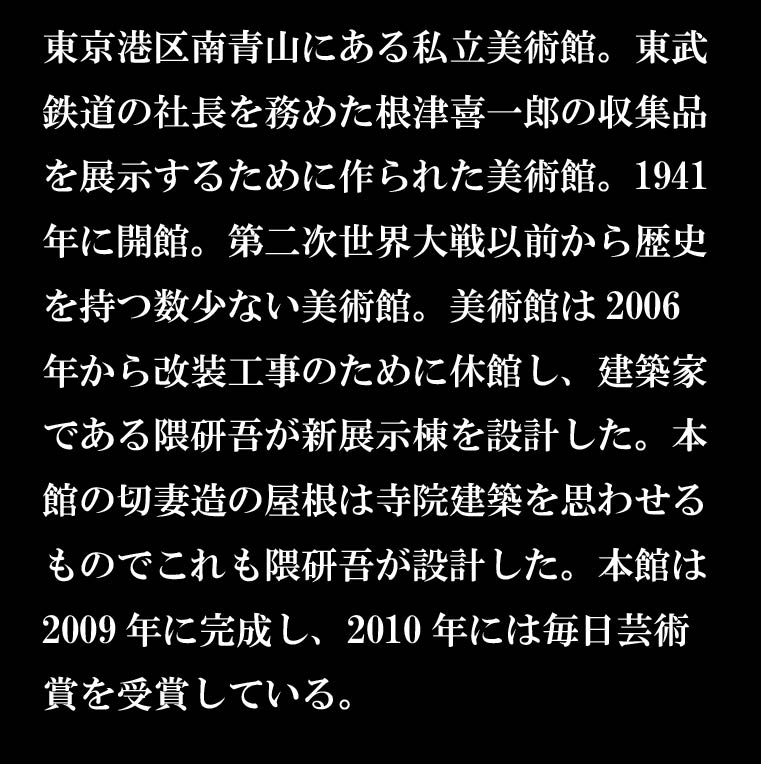 東京港区南青山にある私立美術館。東武
鉄道の社長を務めた根津喜一郎の収集品
を展示するために作られた美術館。1941
年に開館。第二次世界大戦以前から歴史
を持つ数少ない美術館。美術館は 2006
年から改装工事のために休館し、建築家
である隈研吾が新展示棟を設計した。本
館の切妻造の屋根は寺院建築を思わせる
ものでこれも隈研吾が設計した。本館は
2009 年に完成し、2010 年には毎日芸術
賞を受賞している。